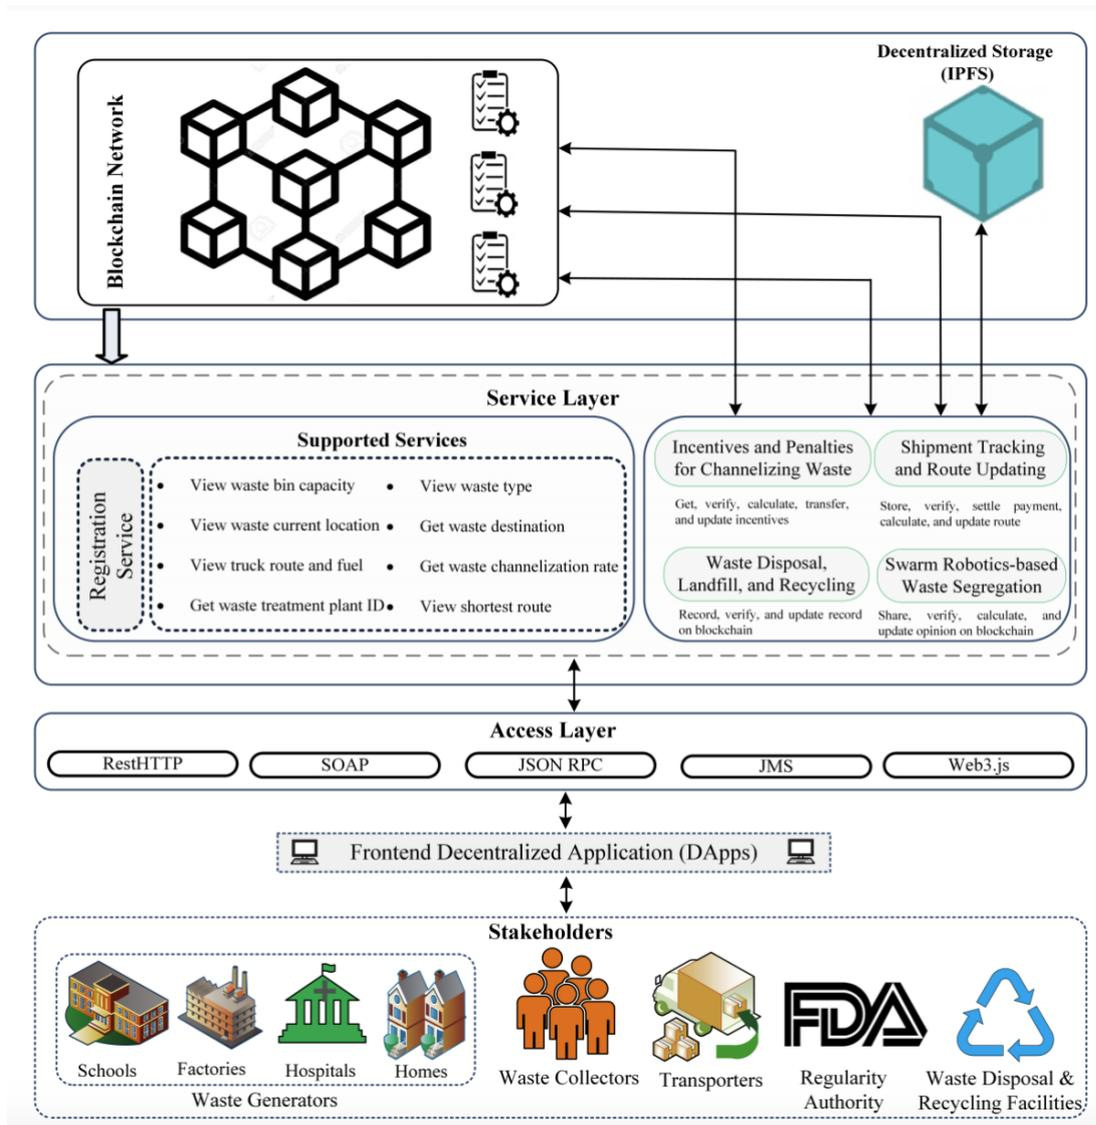 Decentralized Storage
(IPFS)
Blockchain Network
Service Layer
Supported Services
Registration
Service
• View waste bin capacity
• View waste type
• View waste current location
• Get waste destination
• View truck route and fuel
• Get waste channelization rate
• Get waste treatment plant ID
• View shortest route
Incentives and Penalties
for Channelizing Waste
Get, verify, calculate, transfer,
and update incentives
Shipment Tracking
and Route Updating
Store, verify, settle payment,
calculate, and update route
Waste Disposal,
Landfill, and Recycling
Record, verify, and update record
on blockchain
Swarm Robotics-based
Waste Segregation
Share, verify, calculate, and
update opinion on blockchain
Access Layer
RestHTTP
SOAP
JSON RPC
JMS
Web3.js
Frontend Decentralized Application (DApps)
Stakeholders
Schools
Factories
Hospitals
Homes
Waste Generators
Waste Collectors
Transporters
FDA
Regularity
Authority
Waste Disposal &
Recycling Facilities